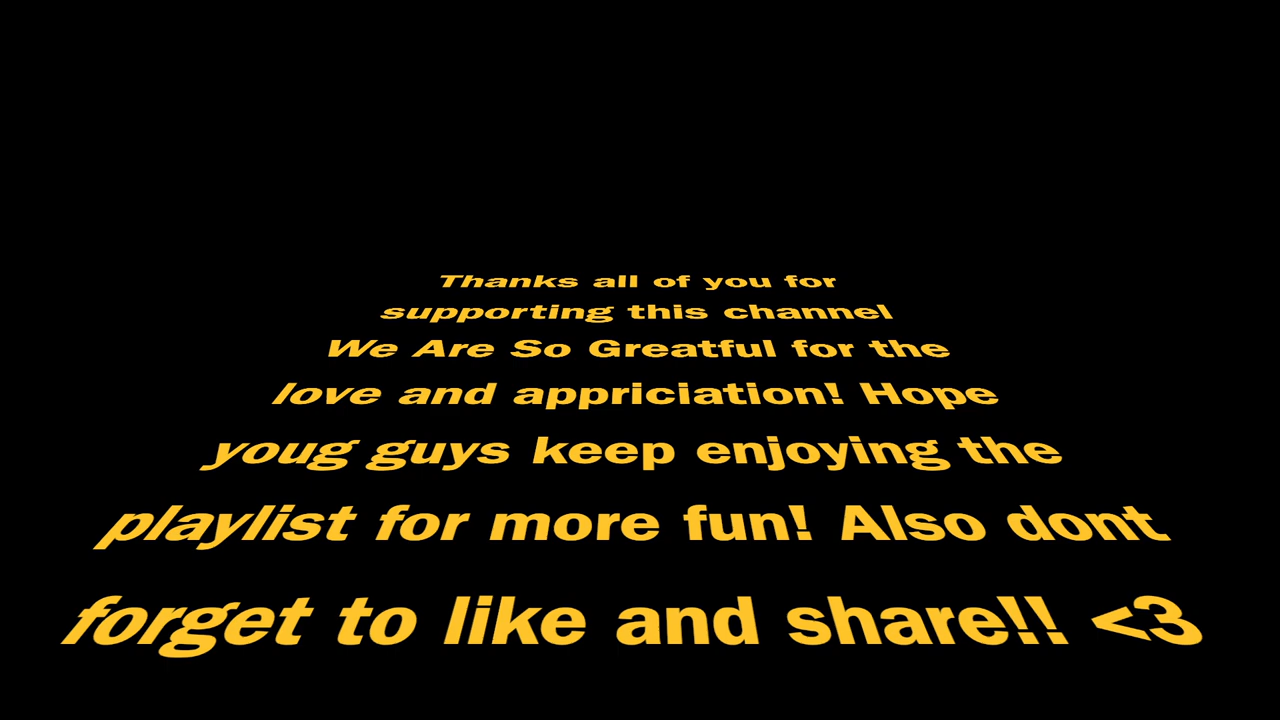 Thanks all of you for
supporting this channel
We Are So Greatful for the
love and appriciation! Hope
youg guys keep enjoying the
playlist for more fun! Also dont
forget to like and share!! <3